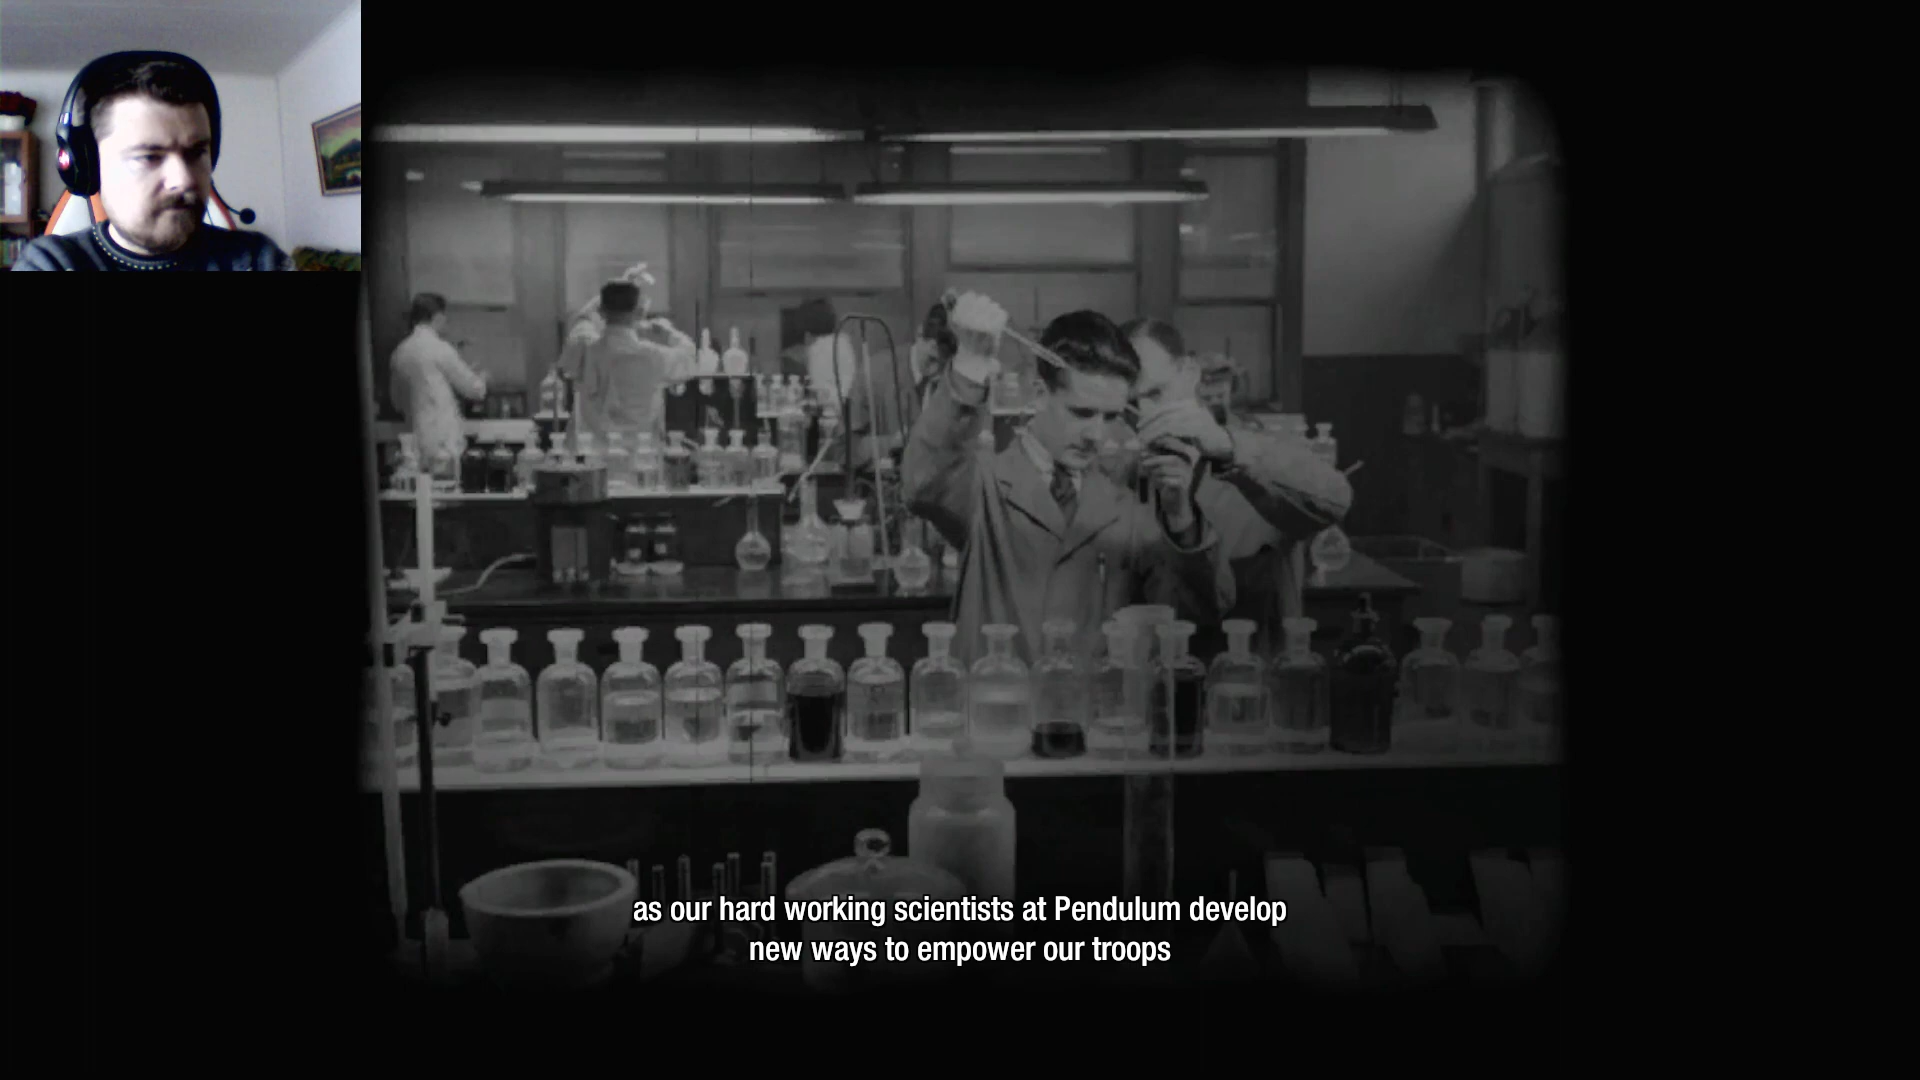 as our hard working scientists at Pendulum develop
new ways to empower our troops